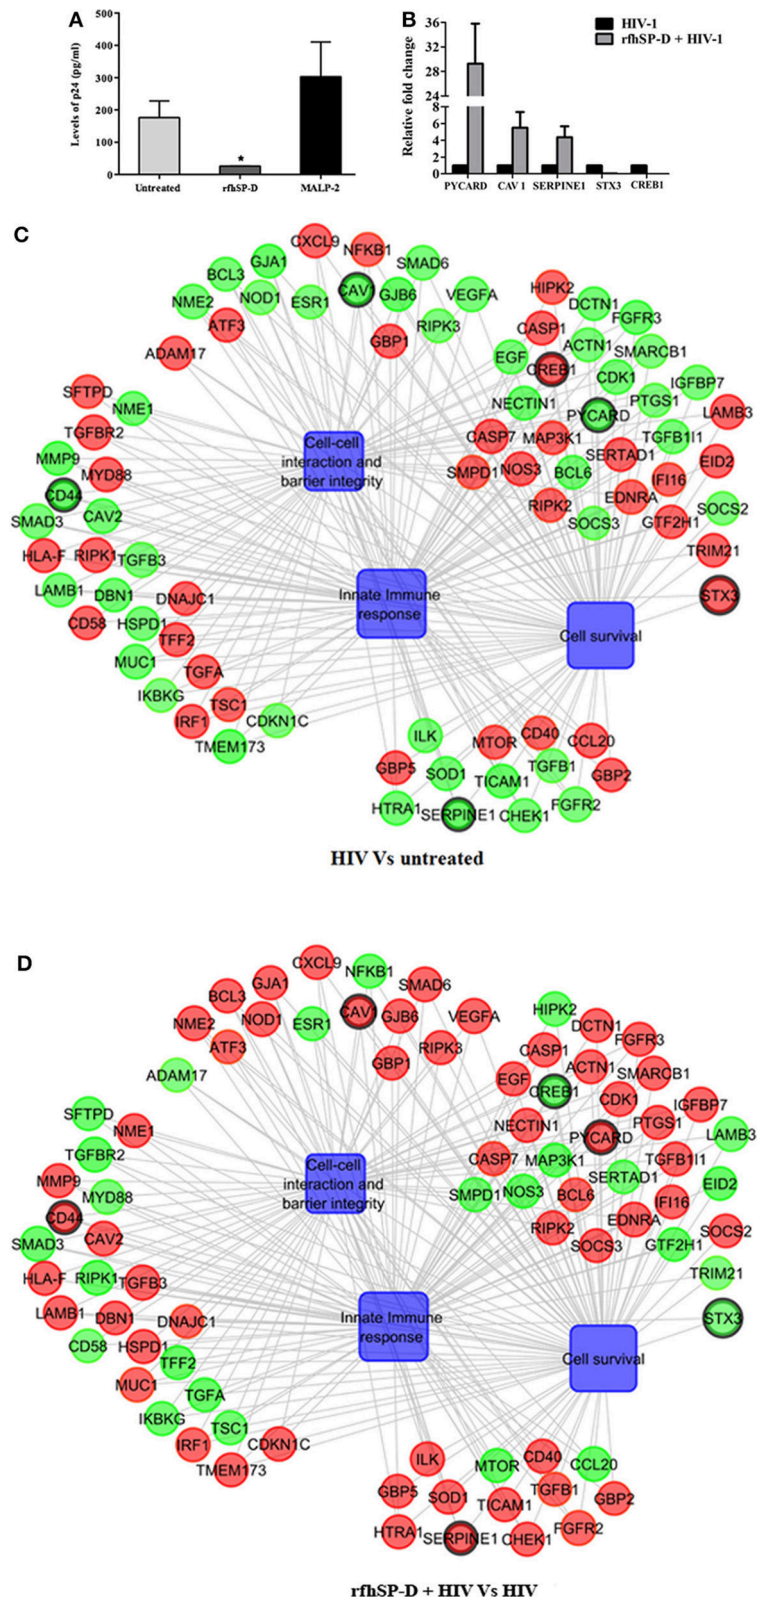 A
Levels of p24 (pg/ml)
500
400
300
200
100
0
Untreated
rfhSP-D
MALP-2
*
B
Relative fold change
36
32
28
24
8
6
4
2
0
PYCARD
CAV 1
SERPINE1
STX3
CREB1
HIV-1
rfhSP-D + HIV-1
C
CXCL9
NFKB1
GJA1
SMAD6
BCL3
NME2
NOD1
ESR1
CAV1
GJB6
VEGFA
ATF3
RIPK3
GBP1
ADAM17
HIPK2
DCTN1
FGFR3
CASP1
ACTN1
SMARCB1
EGF
CREB1
CDK1
IGFBP7
NECTIN1
PTGS1
PYCARD
LAMB3
CASP7
MAP3K1
TGFB1I1
SERTAD1
EID2
SMPD1
NOS3
BCL6
IFI16
RIPK2
EDNRA
SOCS2
SOCS3
GTF2H1
TRIM21
STX3
SFTPD
NME1
TGFBR2
MMP9
MYD88
CD44
SMAD3
CAV2
HLA-F
RIPK1
TGFB3
LAMB1
DBN1
DNAJC1
CD58
HSPD1
TFF2
MUC1
TGFA
IKBKG
TSC1
IRF1
CDKN1C
TMEM173
Cell-cell
interaction and
barrier integrity
Innate Immune
response
Cell survival
ILK
MTOR
CD40
CCL20
GBP5
SOD1
TICAM1
TGFB1
GBP2
HTRA1
SERPINE1
CHEK1
FGFR2
HIV Vs untreated
D
CXCL9
NFKB1
GJA1
SMAD6
BCL3
NME2
NOD1
ESR1
CAV1
GJB6
VEGFA
ATF3
RIPK3
GBP1
ADAM17
HIPK2
DCTN1
FGFR3
CASP1
ACTN1
SMARCB1
EGF
CREB1
CDK1
IGFBP7
NECTIN1
PTGS1
PYCARD
LAMB3
CASP7
MAP3K1
TGFB1I1
SERTAD1
EID2
SMPD1
NOS3
BCL6
IFI16
RIPK2
EDNRA
SOCS2
SOCS3
GTF2H1
TRIM21
STX3
SFTPD
NME1
TGFBR2
MMP9
MYD88
CD44
SMAD3
CAV2
HLA-F
RIPK1
TGFB3
LAMB1
DBN1
DNAJC1
CD58
HSPD1
TFF2
MUC1
TGFA
IKBKG
TSC1
IRF1
CDKN1C
TMEM173
Cell-cell
interaction and
barrier integrity
Innate Immune
response
Cell survival
ILK
MTOR
CD40
CCL20
GBP5
SOD1
TICAM1
TGFB1
GBP2
HTRA1
SERPINE1
CHEK1
FGFR2
rfhSP-D + HIV Vs HIV